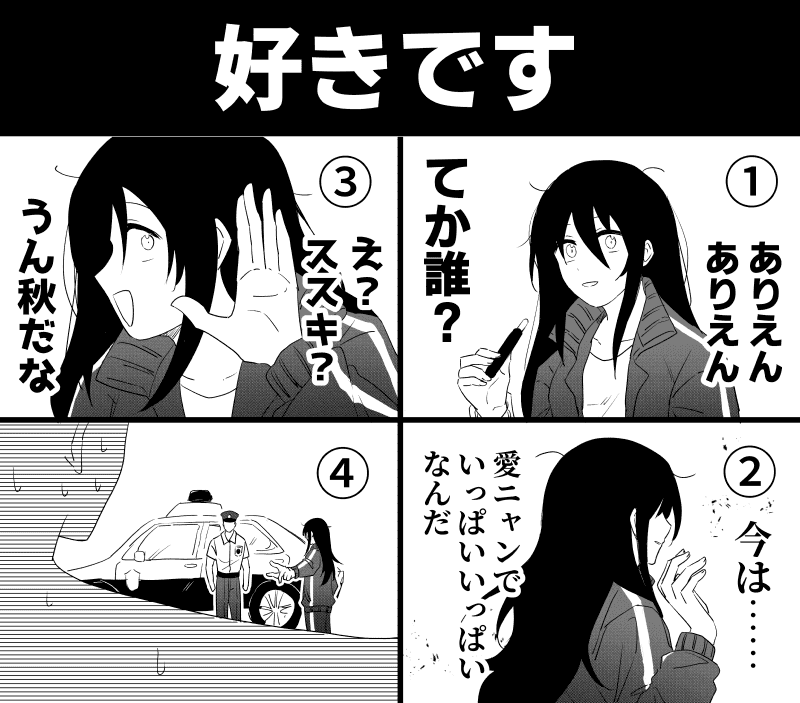 好きです
①
ありえん
ありえん
てか誰？
②
今は……
愛ニャンで
いっぱいいっぱい
なんだ
③
え？
ススキ？
うん秋だな
④